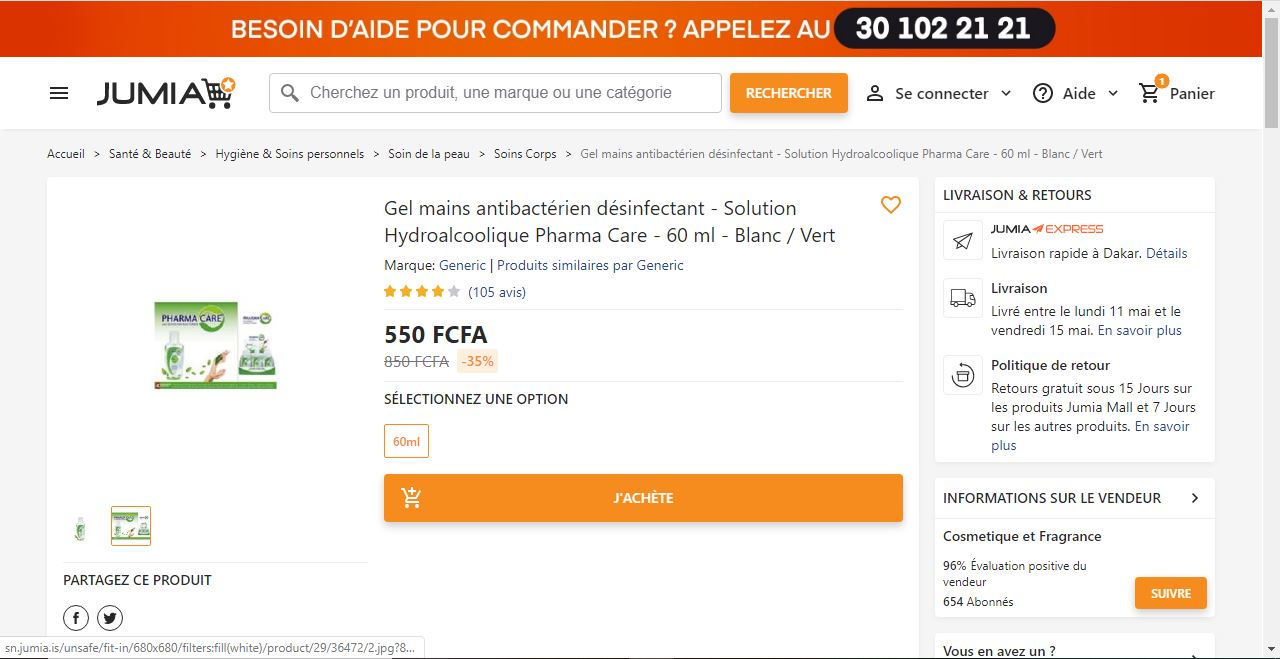 BESOIN D'AIDE POUR COMMANDER ? APPELEZ AU 30 102 21 21
JUMIA
Cherchez un produit, une marque ou une catégorie
RECHERCHER
Se connecter
Aide
1
Panier
Accueil > Santé & Beauté > Hygiène & Soins personnels > Soin de la peau > Soins Corps > Gel mains antibactérien désinfectant - Solution Hydroalcoolique Pharma Care - 60 ml - Blanc / Vert
PHARMA CARE
Gel mains antibactérien désinfectant - Solution
Hydroalcoolique Pharma Care - 60 ml - Blanc / Vert
Marque: Generic | Produits similaires par Generic
(105 avis)
550 FCFA
850 FCFA -35%
SÉLECTIONNEZ UNE OPTION
60ml
J'ACHÈTE
PARTAGEZ CE PRODUIT
LIVRAISON & RETOURS
JUMIA EXPRESS
Livraison rapide à Dakar. Détails
Livraison
Livré entre le lundi 11 mai et le
vendredi 15 mai. En savoir plus
Politique de retour
Retours gratuit sous 15 Jours sur
les produits Jumia Mall et 7 Jours
sur les autres produits. En savoir
plus
INFORMATIONS SUR LE VENDEUR
Cosmetique et Fragrance
96% Évaluation positive du
vendeur
654 Abonnés
SUIVRE
Vous en avez un ?
sn.jumia.is/unsafe/fit-in/680x680/filters:fill(white)/product/29/36472/2.jpg?8...